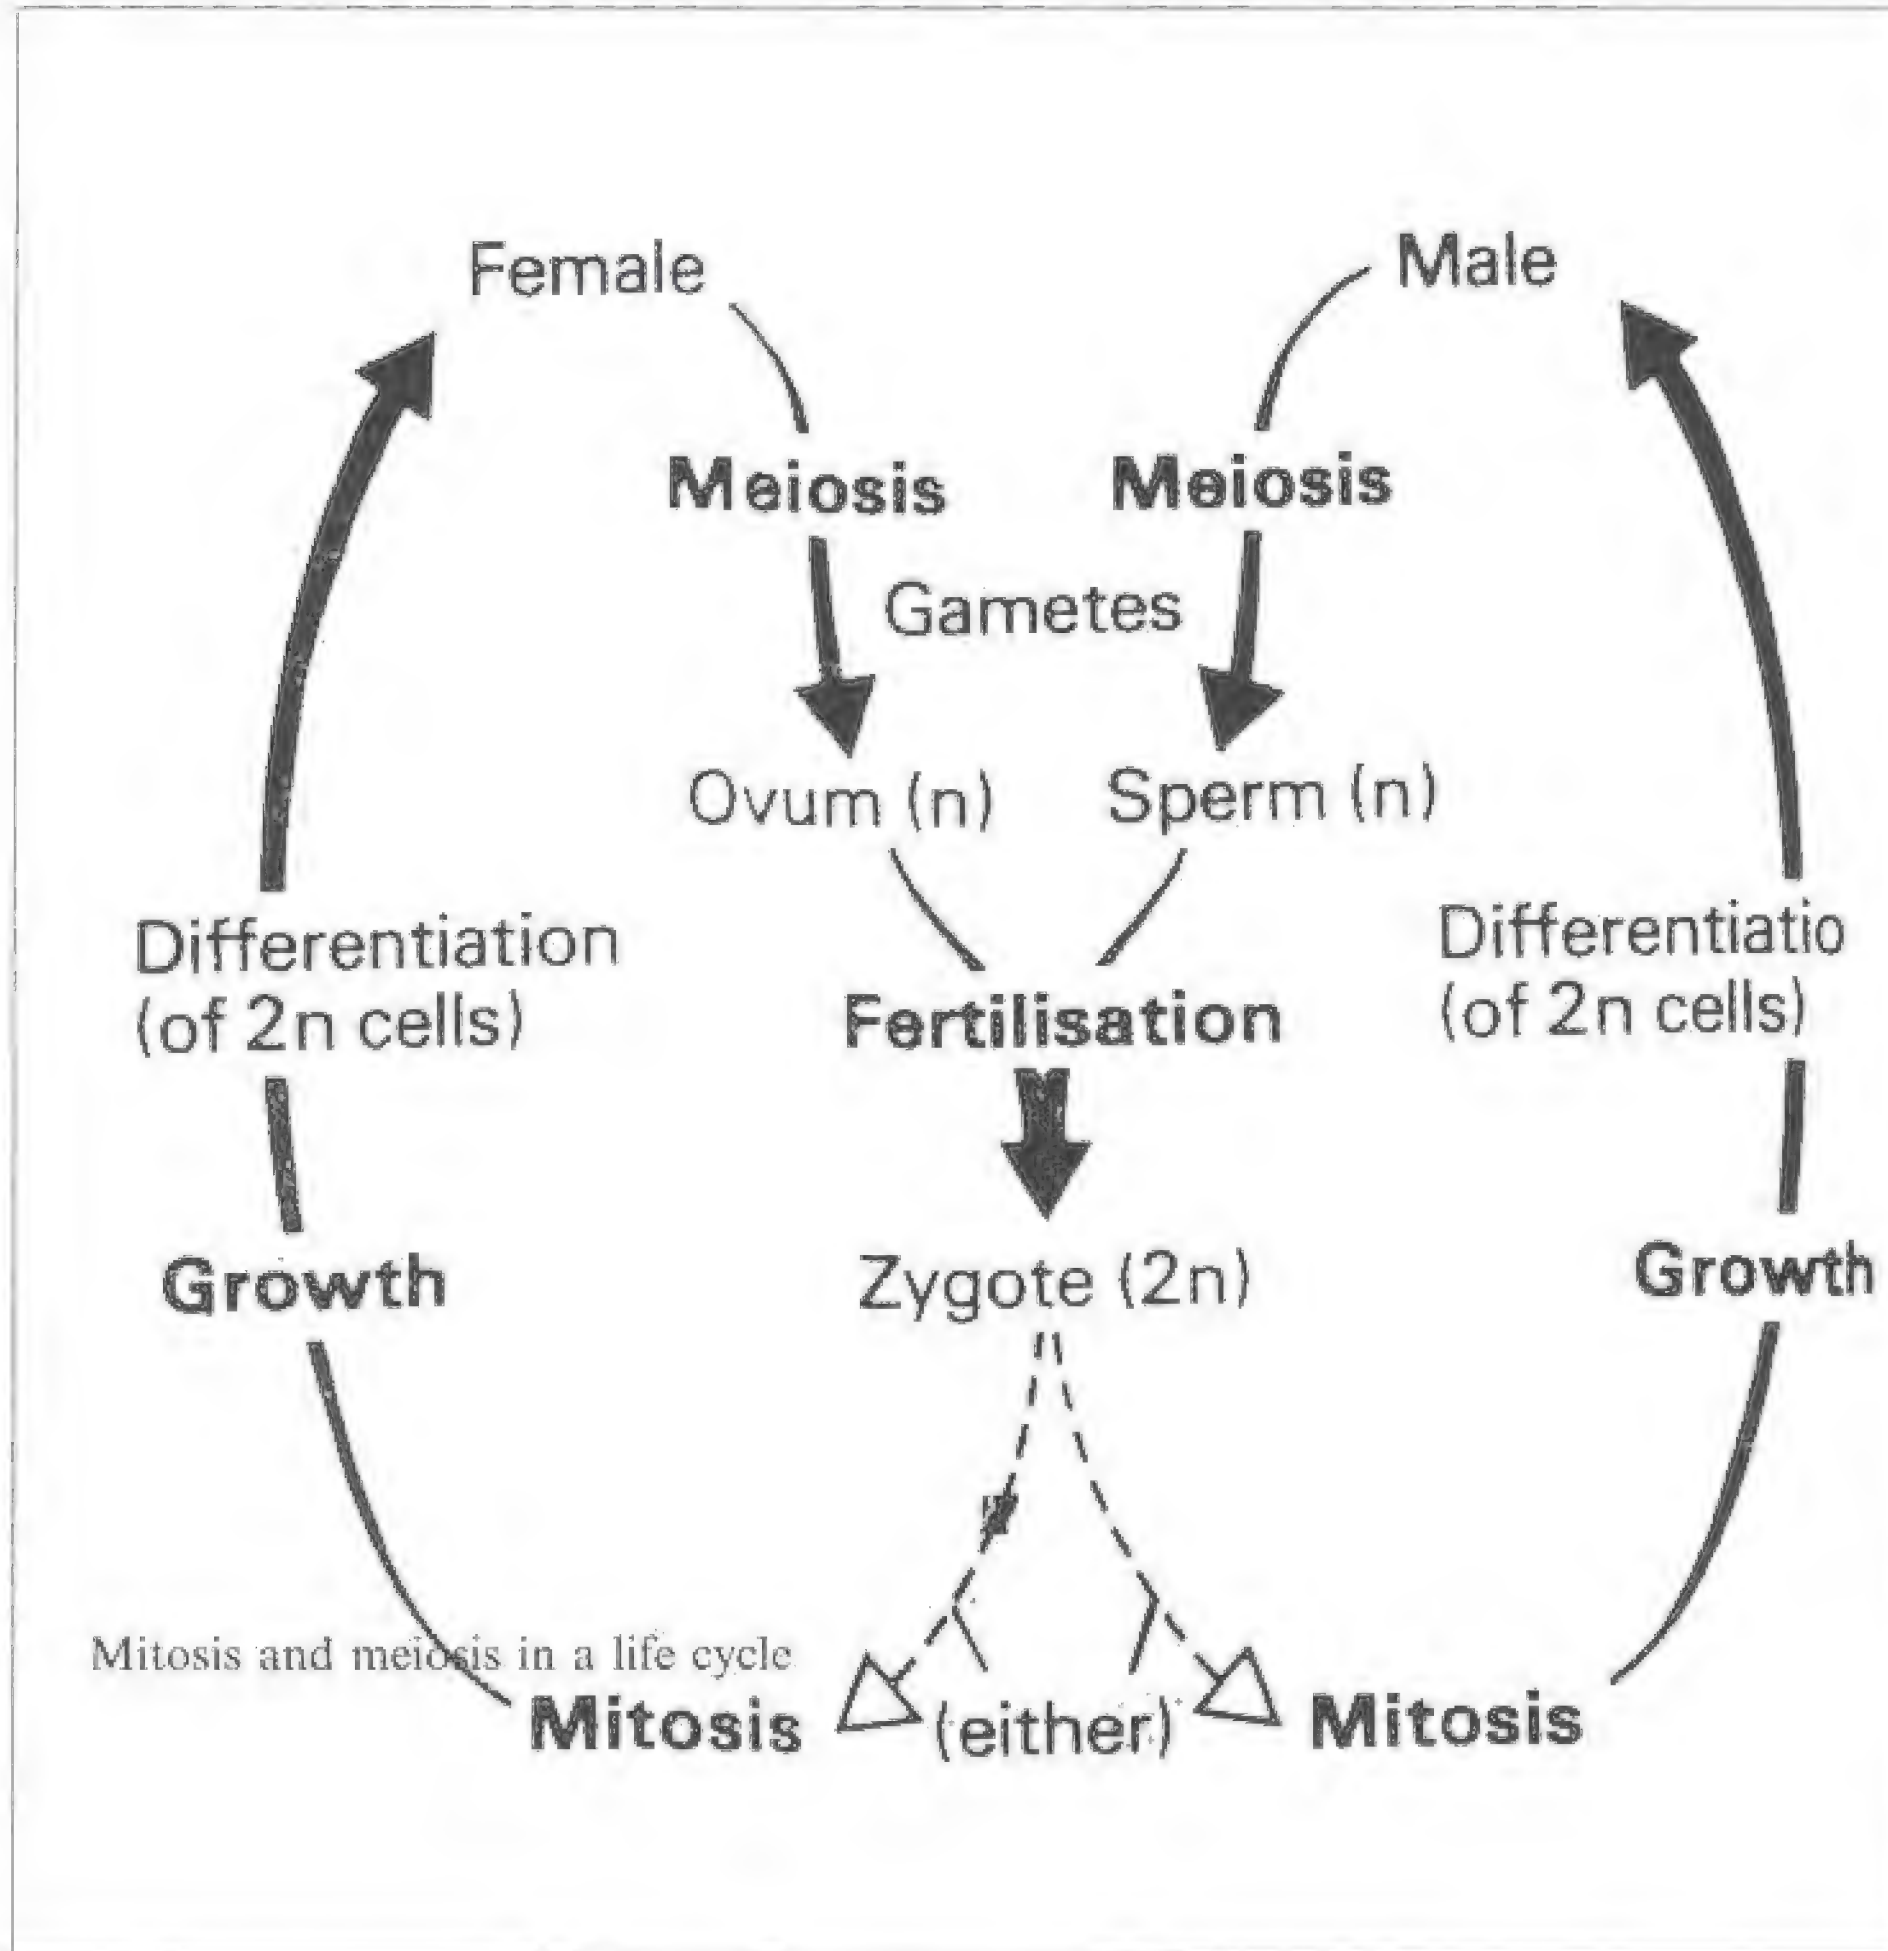 Female
Male
Meiosis
Meiosis
Gametes
Ovum (n)
Sperm (n)
Differentiation
(of 2n cells)
Differentiatio
(of 2n cells)
Fertilisation
Growth
Zygote (2n)
Growth
Mitosis and meiosis in a life cycle
Mitosis
(either)
Mitosis